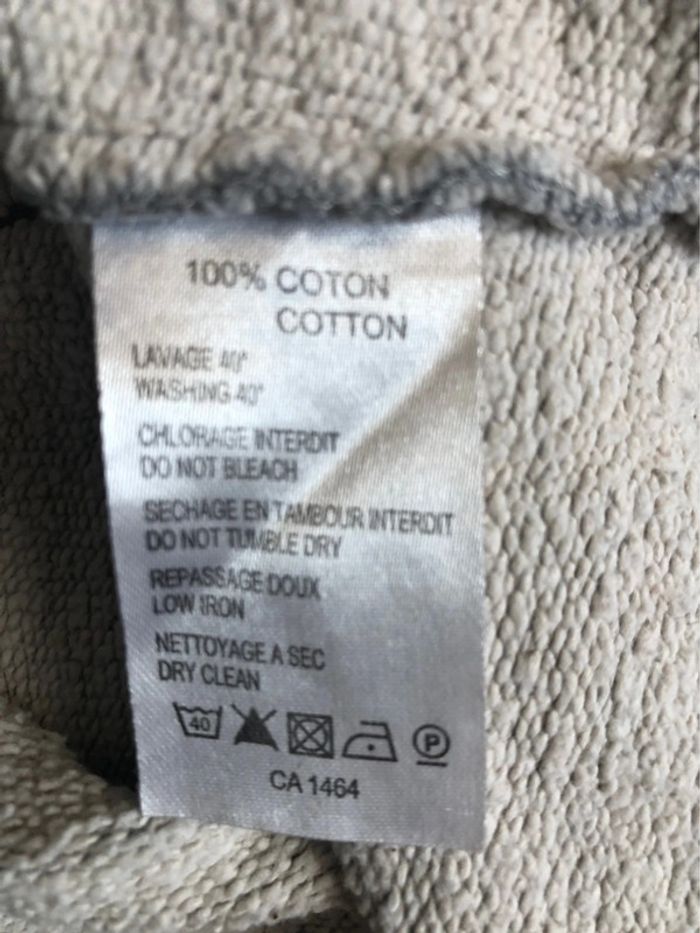 100% COTON
COTTON
LAVAGE 40°
WASHING 40°
CHLORAGE INTERDIT
DO NOT BLEACH
SECHAGE EN TAMBOUR INTERDIT
DO NOT TUMBLE DRY
REPASSAGE DOUX
LOW IRON
NETTOYAGE A SEC
DRY CLEAN
40 P
CA 1464